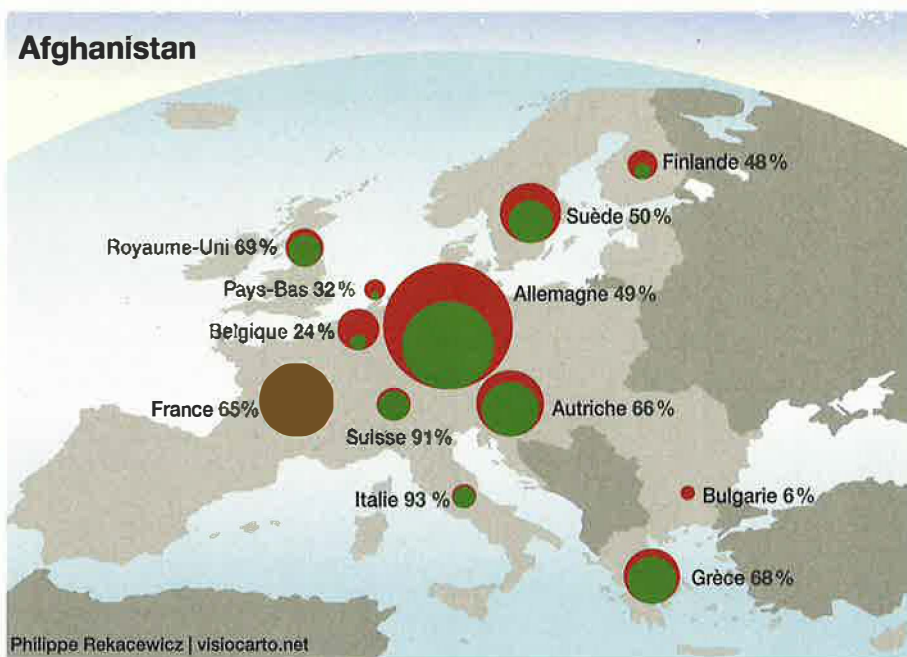 Afghanistan
Finlande 48 %
Suède 50 %
Royaume-Uni 69 %
Pays-Bas 32 %
Allemagne 49 %
Belgique 24 %
France 65%
Autriche 66 %
Suisse 91 %
Italie 93 %
Bulgarie 6 %
Grèce 68 %
Philippe Rekacewicz | visiocarto.net